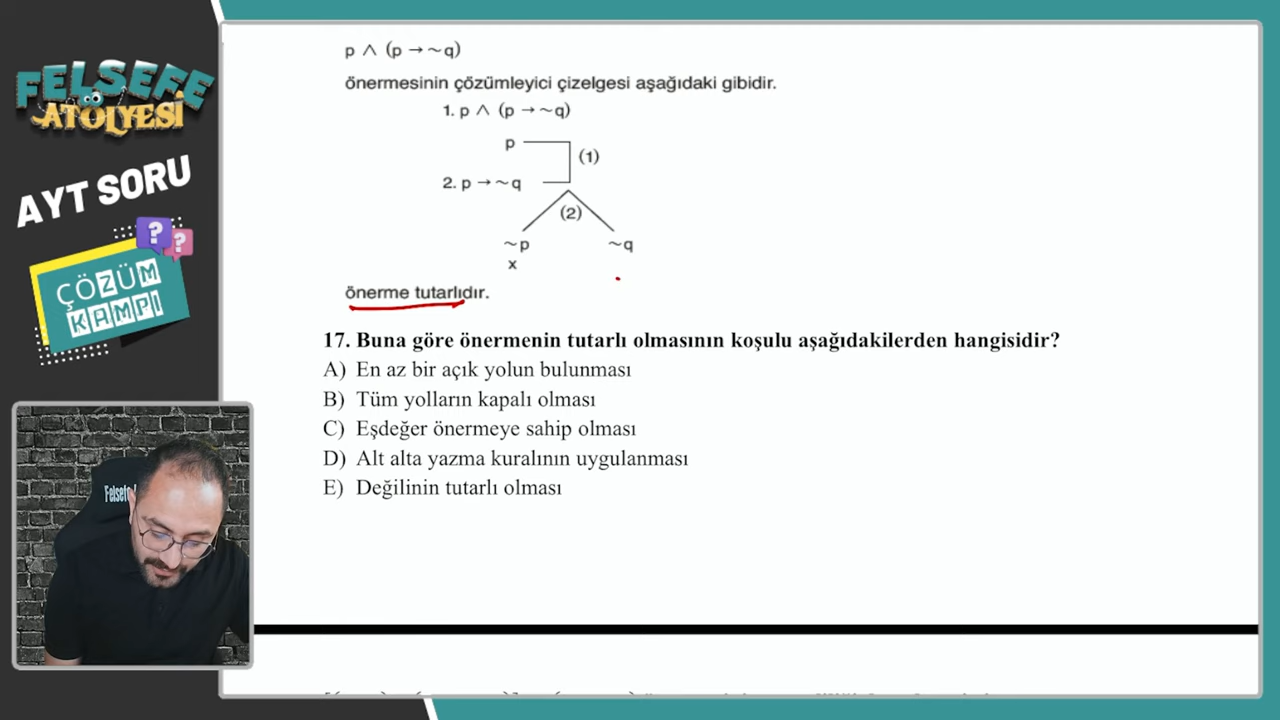 FELSEFE
ATÖLYESİ
AYT SORU
? ?
ÇÖZÜM
KAMPI
p ∧ (p → ~q)
önermesinin çözümleyici çizelgesi aşağıdaki gibidir.
1. p ∧ (p → ~q)
p
(1)
2. p → ~q
(2)
~p ~q
x
önerme tutarlıdır.
17. Buna göre önermenin tutarlı olmasının koşulu aşağıdakilerden hangisidir?
A) En az bir açık yolun bulunması
B) Tüm yolların kapalı olması
C) Eşdeğer önermeye sahip olması
D) Alt alta yazma kuralının uygulanması
E) Değilinin tutarlı olması